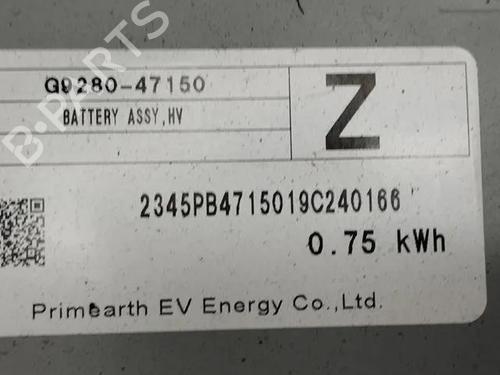 G9280-47150
BATTERY ASSY,HV
Z
2345PB4715019C240166
0.75 kWh
Primearth EV Energy Co.,Ltd.
B-PARTS